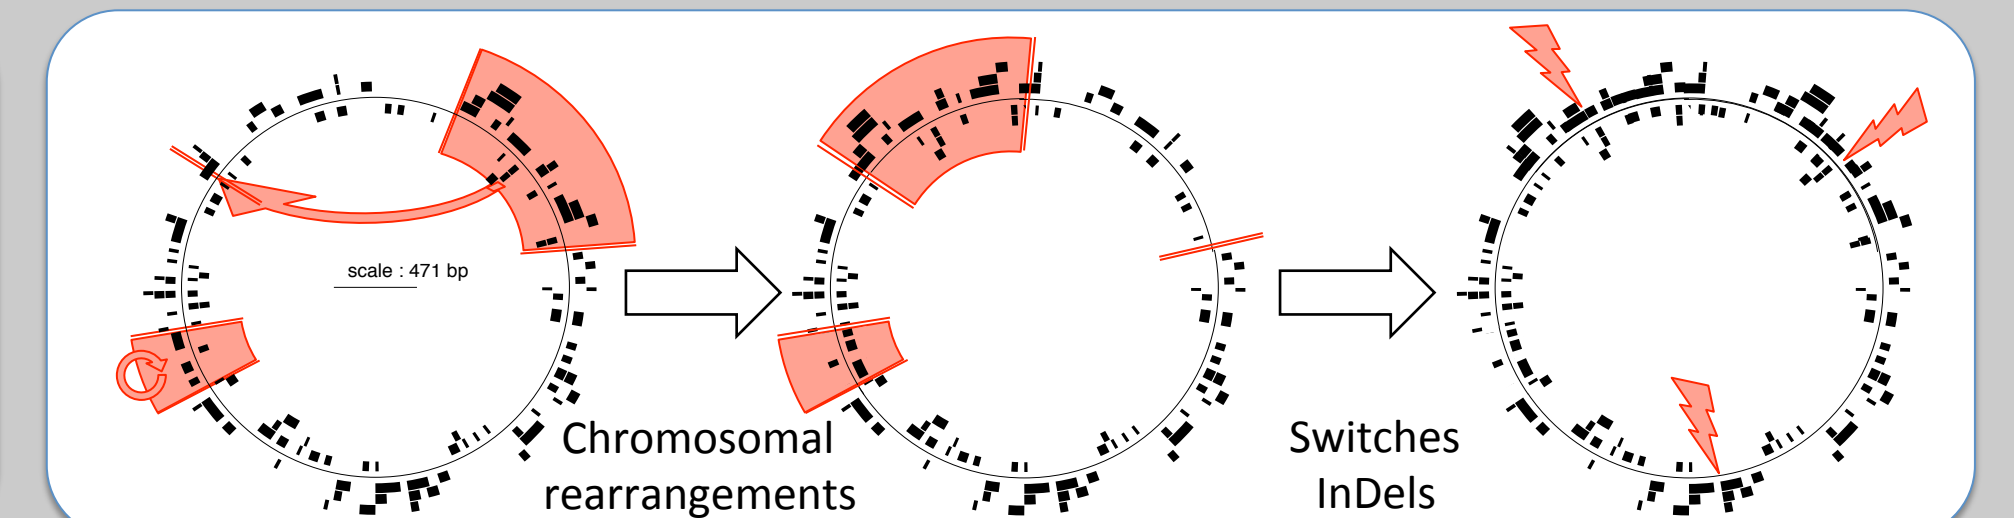 scale : 471 bp
Chromosomal
rearrangements
Switches
InDels